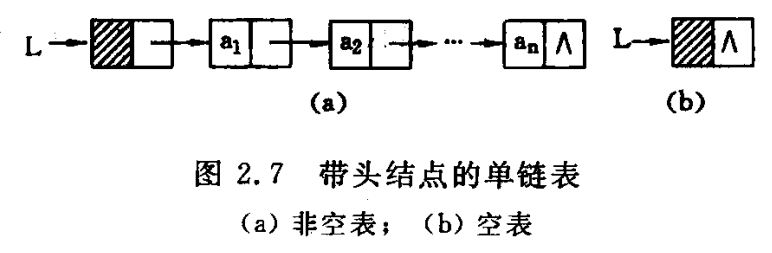 L a₁ a₂ … aₙ ∧ L ∧
(a) (b)
图 2.7 带头结点的单链表
(a) 非空表；(b) 空表